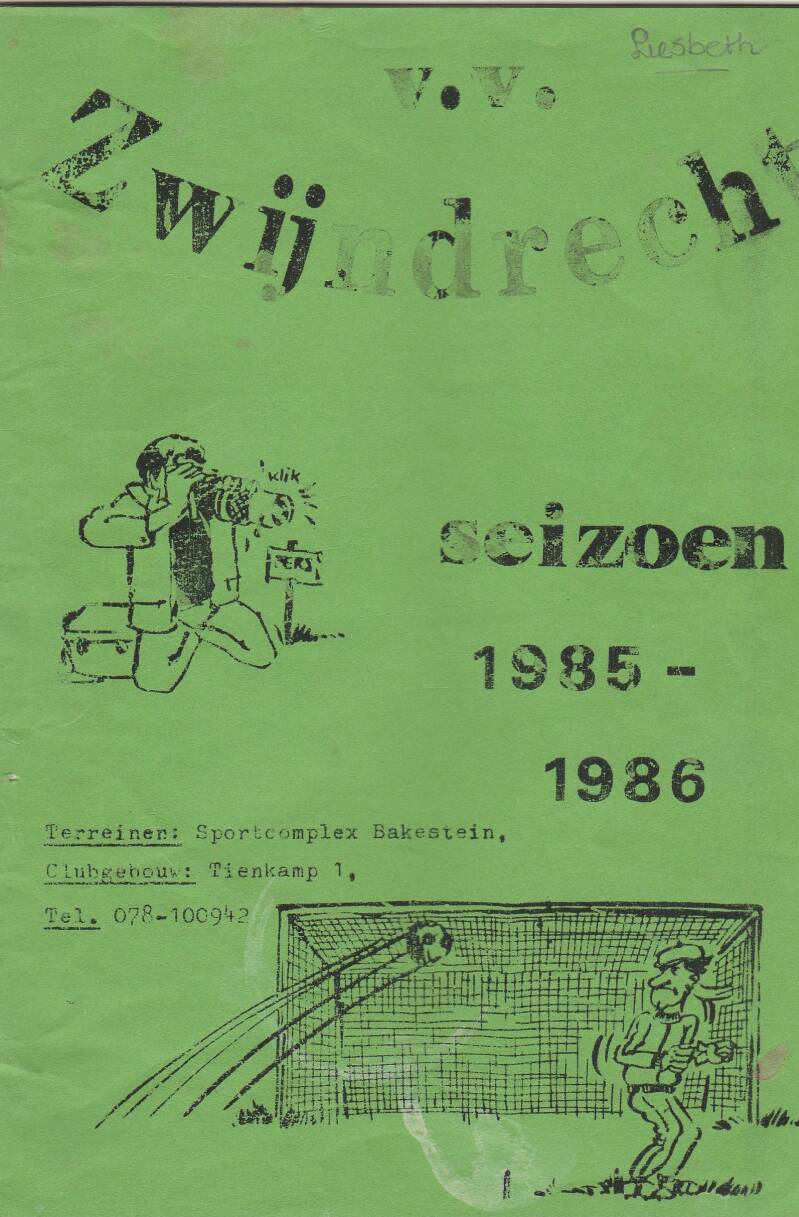 Liesbeth
v.v.
Zwijndrecht
klik
PERS
seizoen
1985-
1986
Terreinen: Sportcomplex Bakestein,
Clubgebouw: Tienkamp 1,
Tel. 078-100942